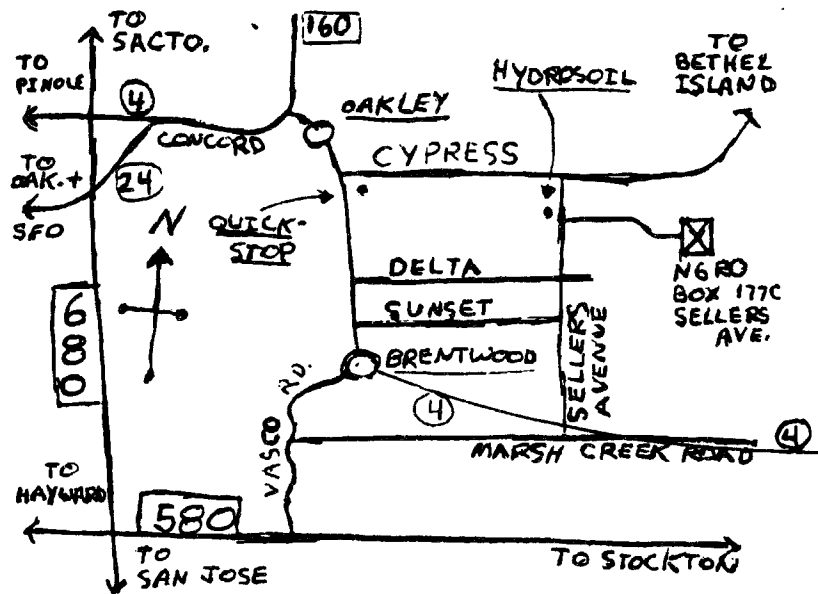 TO
SACTO.
160
TO
PINOLE
4
CONCORD
OAKLEY
HYDROSOIL
TO
BETHEL
ISLAND
CYPRESS
TO
OAK. +
SFO
24
N
QUICK-
STOP
NGRO
BOX 177C
SELLERS
AVE.
DELTA
SUNSET
680
BRENTWOOD
SELLERS
AVENUE
4
VASCO RD.
MARSH CREEK ROAD
4
TO
HAYWARD
580
TO
SAN JOSE
TO STOCKTON